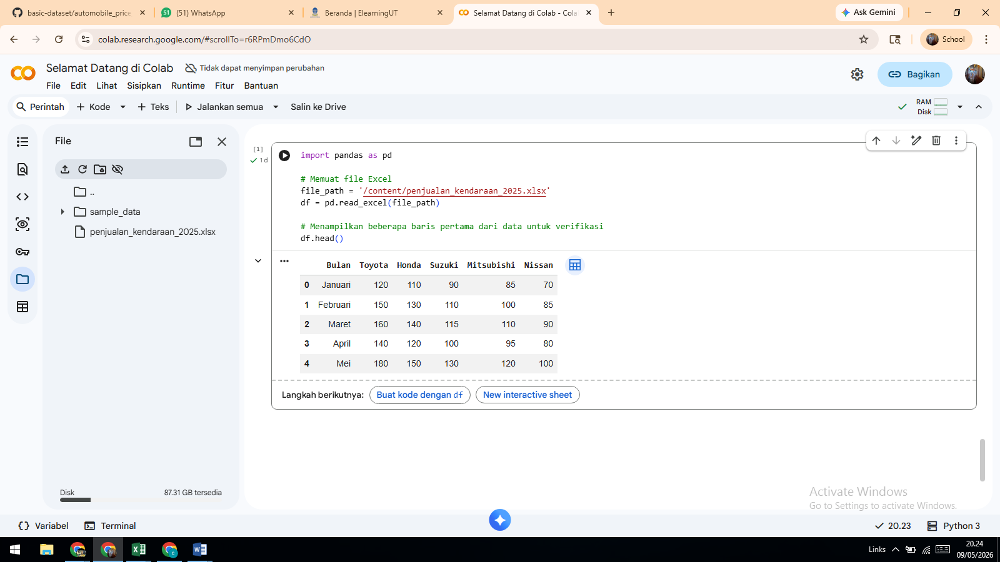 basic-dataset/automobile_price
(51) WhatsApp
Beranda | ElearningUT
Selamat Datang di Colab - Cola
Ask Gemini
colab.research.google.com/#scrollTo=r6RPmDmo6CdO
School
Selamat Datang di Colab
Tidak dapat menyimpan perubahan
File Edit Lihat Sisipkan Runtime Fitur Bantuan
Bagikan
Perintah + Kode + Teks Jalankan semua Salin ke Drive
RAM
Disk
File
..
sample_data
penjualan_kendaraan_2025.xlsx
Disk 87.31 GB tersedia
[1]
1 d
import pandas as pd
# Memuat file Excel
file_path = '/content/penjualan_kendaraan_2025.xlsx'
df = pd.read_excel(file_path)
# Menampilkan beberapa baris pertama dari data untuk verifikasi
df.head()
Bulan Toyota Honda Suzuki Mitsubishi Nissan
0 Januari 120 110 90 85 70
1 Februari 150 130 110 100 85
2 Maret 160 140 115 110 90
3 April 140 120 100 95 80
4 Mei 180 150 130 120 100
Langkah berikutnya: Buat kode dengan df New interactive sheet
Activate Windows
Go to Settings to activate Windows.
Variabel Terminal
20.23 Python 3
Links
20.24
09/05/2026